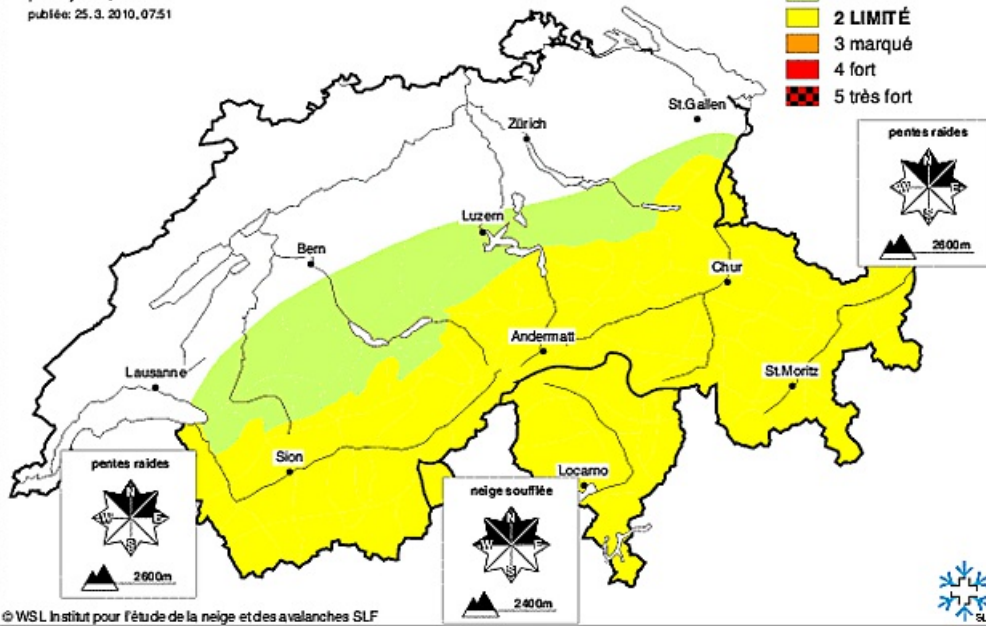 publiée: 25. 3. 2010, 07:51
2 LIMITÉ
3 marqué
4 fort
5 très fort
St.Gallen
Zürich
pentes raides
N
W E
S
2600m
Luzern
Bern
Chur
Andermatt
Lausanne
St.Moritz
Sion
Locarno
pentes raides
N
W E
S
2600m
neige soufflée
N
W E
S
2400m
© WSL Institut pour l'étude de la neige et des avalanches SLF